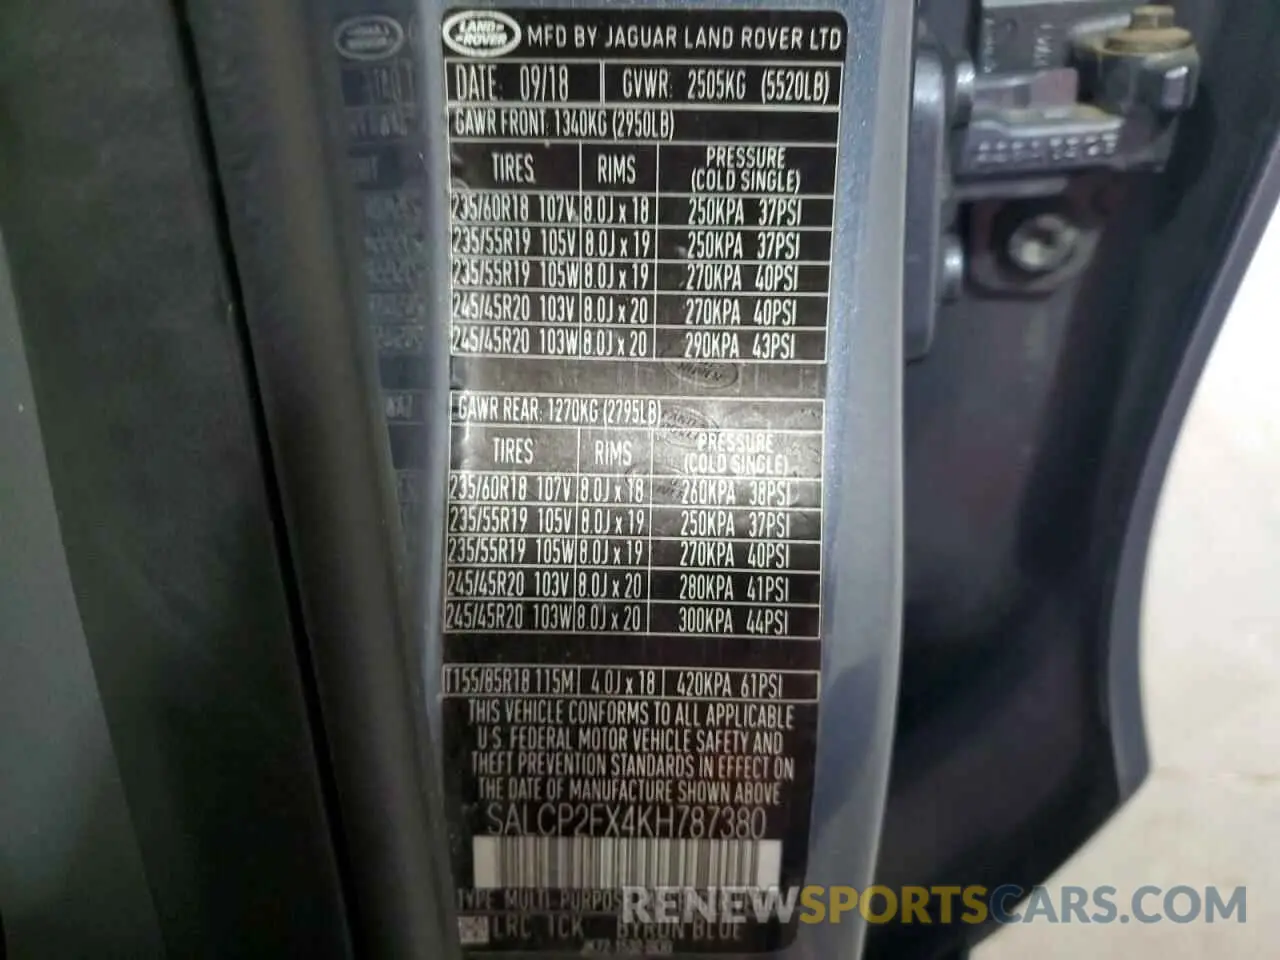 LAND ROVER MFD BY JAGUAR LAND ROVER LTD
DATE: 09/18 GVWR: 2505KG (5520LB)
GAWR FRONT: 1340KG (2950LB)
TIRES RIMS PRESSURE (COLD SINGLE)
235/60R18 107V 8.0J x 18 250KPA 37PSI
235/55R19 105V 8.0J x 19 250KPA 37PSI
235/55R19 105W 8.0J x 19 270KPA 40PSI
245/45R20 103V 8.0J x 20 270KPA 40PSI
245/45R20 103W 8.0J x 20 290KPA 43PSI
GAWR REAR: 1270KG (2795LB)
TIRES RIMS PRESSURE (COLD SINGLE)
235/60R18 107V 8.0J x 18 260KPA 38PSI
235/55R19 105V 8.0J x 19 250KPA 37PSI
235/55R19 105W 8.0J x 19 270KPA 40PSI
245/45R20 103V 8.0J x 20 280KPA 41PSI
245/45R20 103W 8.0J x 20 300KPA 44PSI
T155/85R18 115M 4.0J x 18 420KPA 61PSI
THIS VEHICLE CONFORMS TO ALL APPLICABLE
U.S. FEDERAL MOTOR VEHICLE SAFETY AND
THEFT PREVENTION STANDARDS IN EFFECT ON
THE DATE OF MANUFACTURE SHOWN ABOVE
SALCP2FX4KH787380
TYPE MULTI PURPOS
RENEWSPORTSCARS.COM
LRC 1CK BYRON BLUE